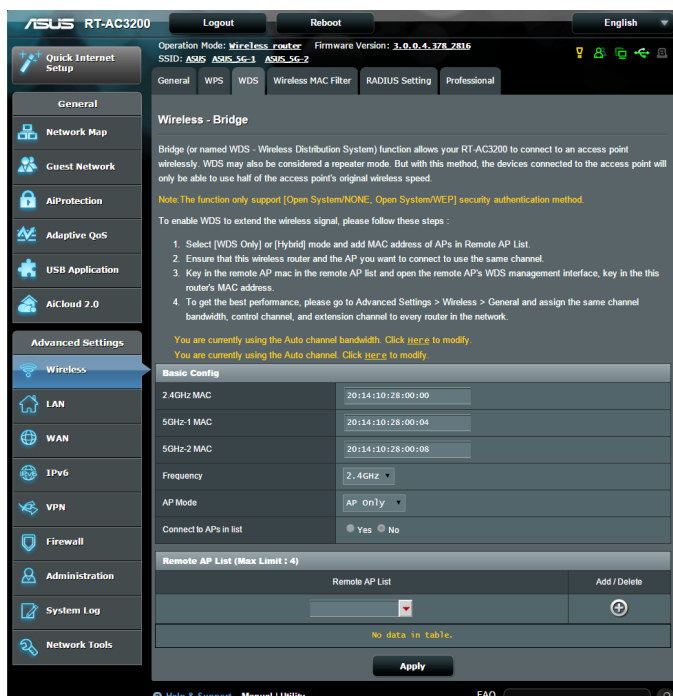 ASUS RT-AC3200 Logout Reboot English
Quick Internet Setup
Operation Mode: Wireless router Firmware Version: 3.0.0.4.378_2816
SSID: ASUS ASUS_5G-1 ASUS_5G-2
General WPS WDS Wireless MAC Filter RADIUS Setting Professional
General
Network Map
Guest Network
AiProtection
Adaptive QoS
USB Application
AiCloud 2.0
Advanced Settings
Wireless
LAN
WAN
IPv6
VPN
Firewall
Administration
System Log
Network Tools
Wireless - Bridge
Bridge (or named WDS - Wireless Distribution System) function allows your RT-AC3200 to connect to an access point
wirelessly. WDS may also be considered a repeater mode. But with this method, the devices connected to the access point will
only be able to use half of the access point's original wireless speed.
Note:The function only support [Open System/NONE, Open System/WEP] security authentication method.
To enable WDS to extend the wireless signal, please follow these steps :
1. Select [WDS Only] or [Hybrid] mode and add MAC address of APs in Remote AP List.
2. Ensure that this wireless router and the AP you want to connect to use the same channel.
3. Key in the remote AP mac in the remote AP list and open the remote AP's WDS management interface, key in the this
router's MAC address.
4. To get the best performance, please go to Advanced Settings > Wireless > General and assign the same channel
bandwidth, control channel, and extension channel to every router in the network.
You are currently using the Auto channel bandwidth. Click Here to modify.
You are currently using the Auto channel. Click Here to modify.
Basic Config
2.4GHz MAC 20:14:10:28:00:00
5GHz-1 MAC 20:14:10:28:00:04
5GHz-2 MAC 20:14:10:28:00:08
Frequency 2.4GHz
AP Mode AP Only
Connect to APs in list Yes No
Remote AP List (Max Limit : 4)
Remote AP List Add / Delete
No data in table.
Apply
Help & Support Manual | Utility FAQ